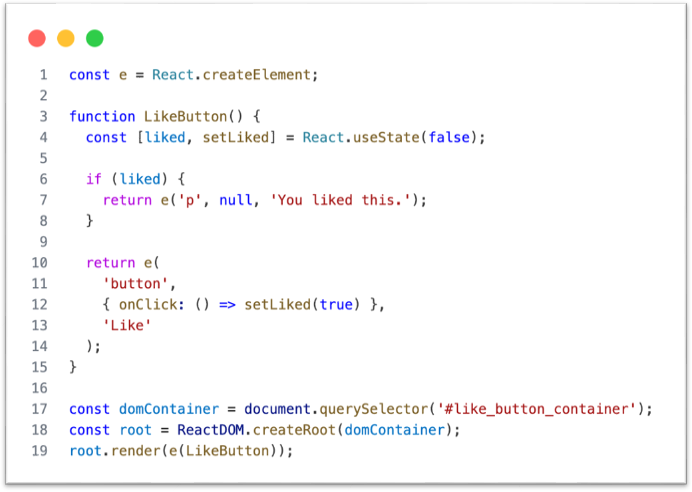 1 const e = React.createElement;
2
3 function LikeButton() {
4   const [liked, setLiked] = React.useState(false);
5
6   if (liked) {
7     return e('p', null, 'You liked this.');
8   }
9
10   return e(
11     'button',
12     { onClick: () => setLiked(true) },
13     'Like'
14   );
15 }
16
17 const domContainer = document.querySelector('#like_button_container');
18 const root = ReactDOM.createRoot(domContainer);
19 root.render(e(LikeButton));